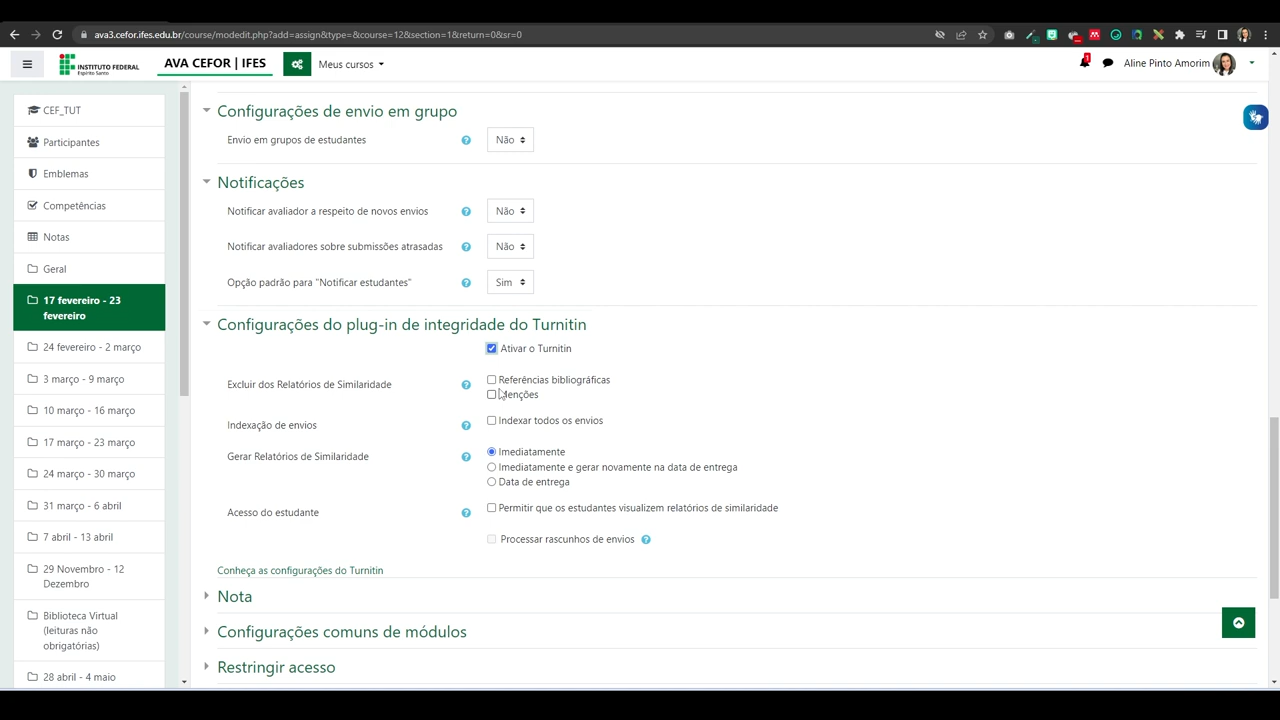 ava3.cefor.ifes.edu.br/course/modedit.php?add=assign&type=&course=12&section=1&return=0&sr=0
INSTITUTO FEDERAL
Espírito Santo
AVA CEFOR | IFES
Meus cursos
Aline Pinto Amorim
CEF_TUT
Participantes
Emblemas
Competências
Notas
Geral
17 fevereiro - 23
fevereiro
24 fevereiro - 2 março
3 março - 9 março
10 março - 16 março
17 março - 23 março
24 março - 30 março
31 março - 6 abril
7 abril - 13 abril
29 Novembro - 12
Dezembro
Biblioteca Virtual
(leituras não
obrigatórias)
28 abril - 4 maio
Configurações de envio em grupo
Envio em grupos de estudantes
Não
Notificações
Notificar avaliador a respeito de novos envios
Não
Notificar avaliadores sobre submissões atrasadas
Não
Opção padrão para "Notificar estudantes"
Sim
Configurações do plug-in de integridade do Turnitin
Ativar o Turnitin
Excluir dos Relatórios de Similaridade
Referências bibliográficas
Menções
Indexação de envios
Indexar todos os envios
Gerar Relatórios de Similaridade
Imediatamente
Imediatamente e gerar novamente na data de entrega
Data de entrega
Acesso do estudante
Permitir que os estudantes visualizem relatórios de similaridade
Processar rascunhos de envios
Conheça as configurações do Turnitin
Nota
Configurações comuns de módulos
Restringir acesso